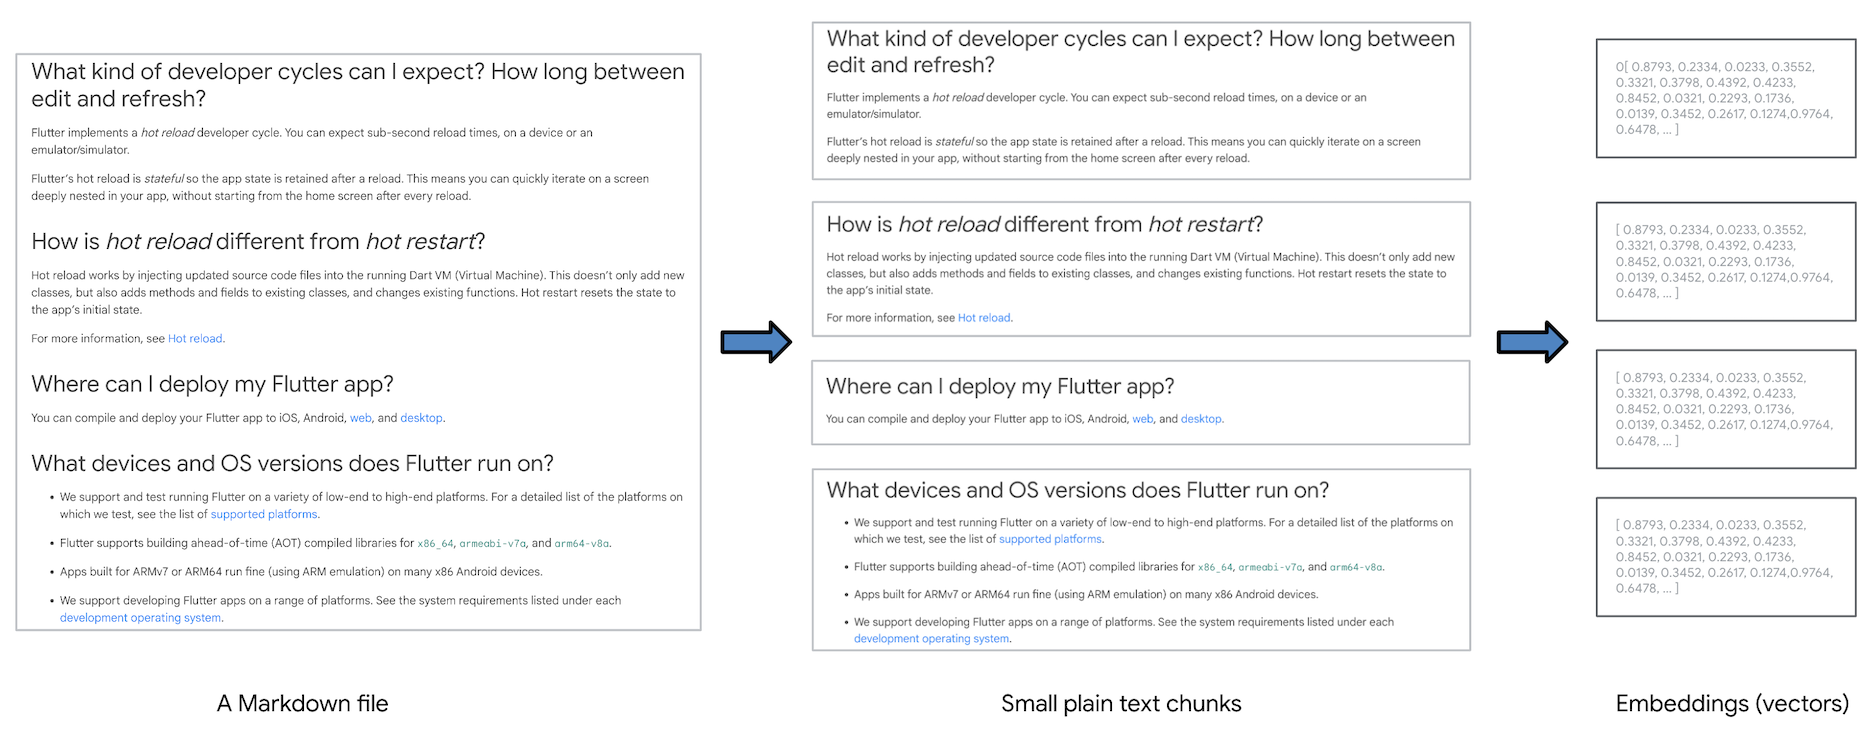 What kind of developer cycles can I expect? How long between
edit and refresh?
Flutter implements a hot reload developer cycle. You can expect sub-second reload times, on a device or an
emulator/simulator.
Flutter’s hot reload is stateful so the app state is retained after a reload. This means you can quickly iterate on a screen
deeply nested in your app, without starting from the home screen after every reload.
How is hot reload different from hot restart?
Hot reload works by injecting updated source code files into the running Dart VM (Virtual Machine). This doesn’t only add new
classes, but also adds methods and fields to existing classes, and changes existing functions. Hot restart resets the state to
the app’s initial state.
For more information, see Hot reload.
Where can I deploy my Flutter app?
You can compile and deploy your Flutter app to iOS, Android, web, and desktop.
What devices and OS versions does Flutter run on?
• We support and test running Flutter on a variety of low-end to high-end platforms. For a detailed list of the platforms on
which we test, see the list of supported platforms.
• Flutter supports building ahead-of-time (AOT) compiled libraries for x86_64, armeabi-v7a, and arm64-v8a.
• Apps built for ARMv7 or ARM64 run fine (using ARM emulation) on many x86 Android devices.
• We support developing Flutter apps on a range of platforms. See the system requirements listed under each
development operating system.
A Markdown file
What kind of developer cycles can I expect? How long between
edit and refresh?
Flutter implements a hot reload developer cycle. You can expect sub-second reload times, on a device or an
emulator/simulator.
Flutter’s hot reload is stateful so the app state is retained after a reload. This means you can quickly iterate on a screen
deeply nested in your app, without starting from the home screen after every reload.
How is hot reload different from hot restart?
Hot reload works by injecting updated source code files into the running Dart VM (Virtual Machine). This doesn’t only add new
classes, but also adds methods and fields to existing classes, and changes existing functions. Hot restart resets the state to
the app’s initial state.
For more information, see Hot reload.
Where can I deploy my Flutter app?
You can compile and deploy your Flutter app to iOS, Android, web, and desktop.
What devices and OS versions does Flutter run on?
• We support and test running Flutter on a variety of low-end to high-end platforms. For a detailed list of the platforms on
which we test, see the list of supported platforms.
• Flutter supports building ahead-of-time (AOT) compiled libraries for x86_64, armeabi-v7a, and arm64-v8a.
• Apps built for ARMv7 or ARM64 run fine (using ARM emulation) on many x86 Android devices.
• We support developing Flutter apps on a range of platforms. See the system requirements listed under each
development operating system.
Small plain text chunks
0[ 0.8793, 0.2334, 0.0233, 0.3552,
0.3321, 0.3798, 0.4392, 0.4233,
0.8452, 0.0321, 0.2293, 0.1736,
0.0139, 0.3452, 0.2617, 0.1274,0.9764,
0.6478, ... ]
[ 0.8793, 0.2334, 0.0233, 0.3552,
0.3321, 0.3798, 0.4392, 0.4233,
0.8452, 0.0321, 0.2293, 0.1736,
0.0139, 0.3452, 0.2617, 0.1274,0.9764,
0.6478, ... ]
[ 0.8793, 0.2334, 0.0233, 0.3552,
0.3321, 0.3798, 0.4392, 0.4233,
0.8452, 0.0321, 0.2293, 0.1736,
0.0139, 0.3452, 0.2617, 0.1274,0.9764,
0.6478, ... ]
[ 0.8793, 0.2334, 0.0233, 0.3552,
0.3321, 0.3798, 0.4392, 0.4233,
0.8452, 0.0321, 0.2293, 0.1736,
0.0139, 0.3452, 0.2617, 0.1274,0.9764,
0.6478, ... ]
Embeddings (vectors)